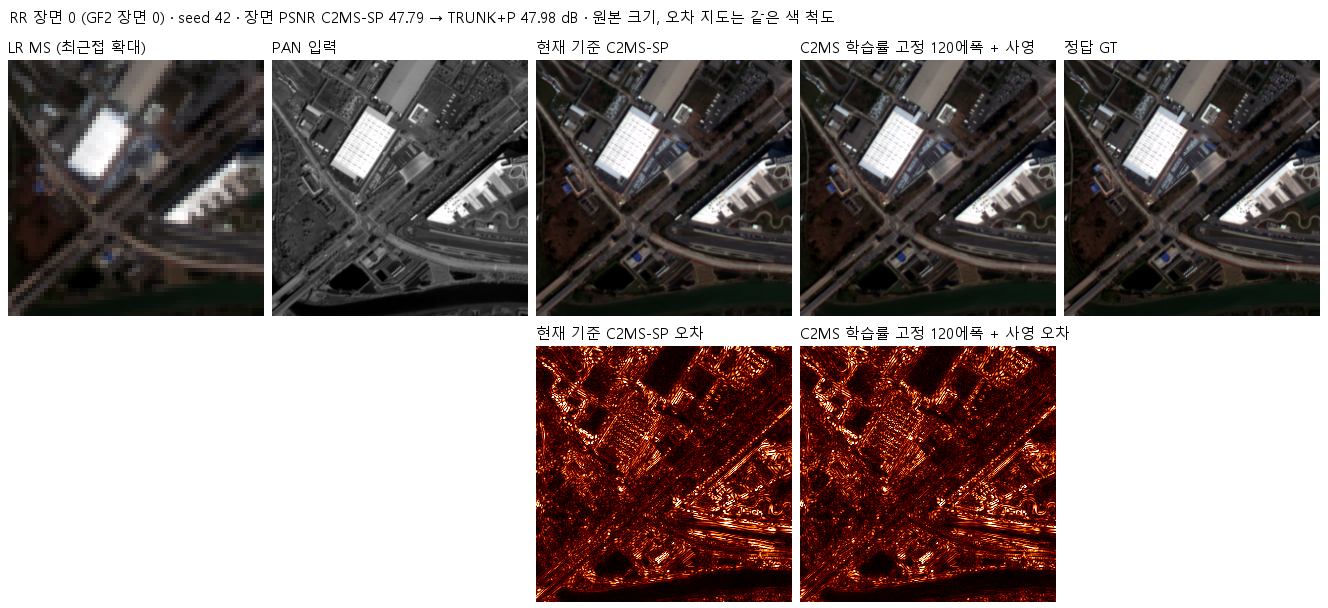 RR 장면 0 (GF2 장면 0) · seed 42 · 장면 PSNR C2MS-SP 47.79 → TRUNK+P 47.98 dB · 원본 크기, 오차 지도는 같은 색 척도
LR MS (최근접 확대)
PAN 입력
현재 기준 C2MS-SP
C2MS 학습률 고정 120에폭 + 사영
정답 GT
현재 기준 C2MS-SP 오차
C2MS 학습률 고정 120에폭 + 사영 오차